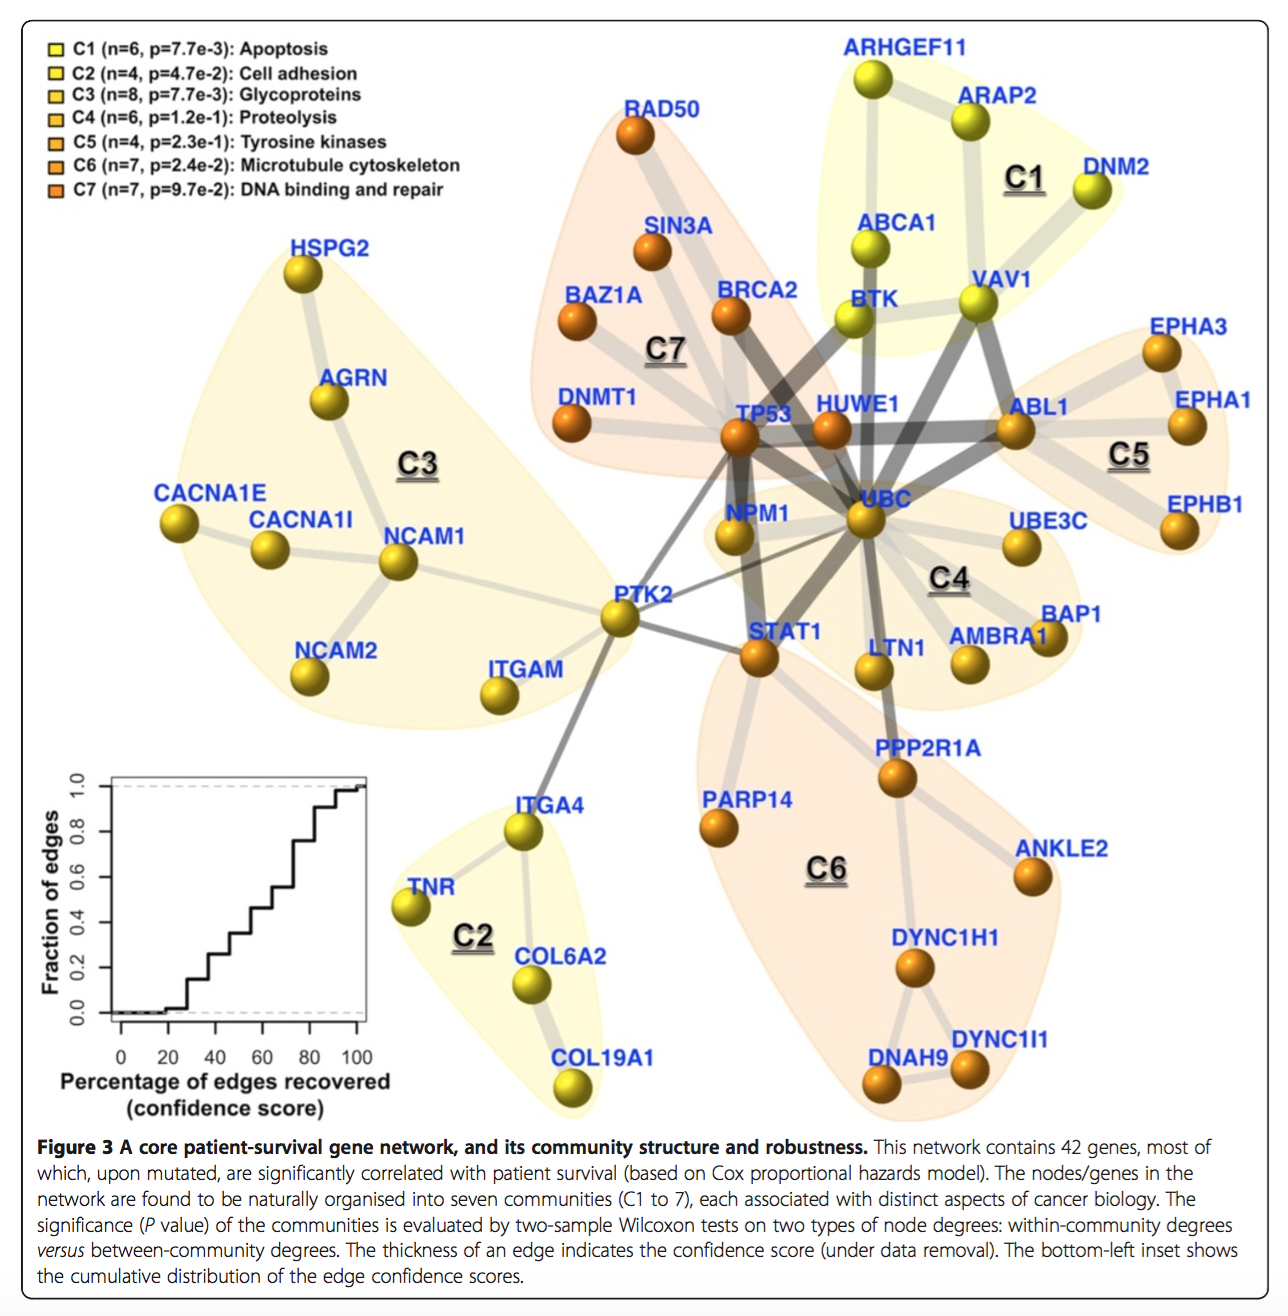 C1 (n=6, p=7.7e-3): Apoptosis
C2 (n=4, p=4.7e-2): Cell adhesion
C3 (n=8, p=7.7e-3): Glycoproteins
C4 (n=6, p=1.2e-1): Proteolysis
C5 (n=4, p=2.3e-1): Tyrosine kinases
C6 (n=7, p=2.4e-2): Microtubule cytoskeleton
C7 (n=7, p=9.7e-2): DNA binding and repair
ARHGEF11
ARAP2
RAD50
DNM2
C1
SIN3A
ABCA1
HSPG2
VAV1
BAZ1A
BRCA2
BTK
EPHA3
C7
AGRN
DNMT1
TP53
HUWE1
ABL1
EPHA1
C5
C3
CACNA1E
CACNA1I
NCAM1
NPM1
UBC
UBE3C
EPHB1
C4
PTK2
BAP1
STAT1
AMBRA1
LTN1
NCAM2
ITGAM
PPP2R1A
PARP14
ITGA4
ANKLE2
C6
TNR
C2
COL6A2
DYNC1H1
DYNC1I1
DNAH9
COL19A1
Fraction of edges
1.0
0.8
0.6
0.4
0.2
0.0
0 20 40 60 80 100
Percentage of edges recovered
(confidence score)
Figure 3 A core patient-survival gene network, and its community structure and robustness. This network contains 42 genes, most of
which, upon mutated, are significantly correlated with patient survival (based on Cox proportional hazards model). The nodes/genes in the
network are found to be naturally organised into seven communities (C1 to 7), each associated with distinct aspects of cancer biology. The
significance (P value) of the communities is evaluated by two-sample Wilcoxon tests on two types of node degrees: within-community degrees
versus between-community degrees. The thickness of an edge indicates the confidence score (under data removal). The bottom-left inset shows
the cumulative distribution of the edge confidence scores.